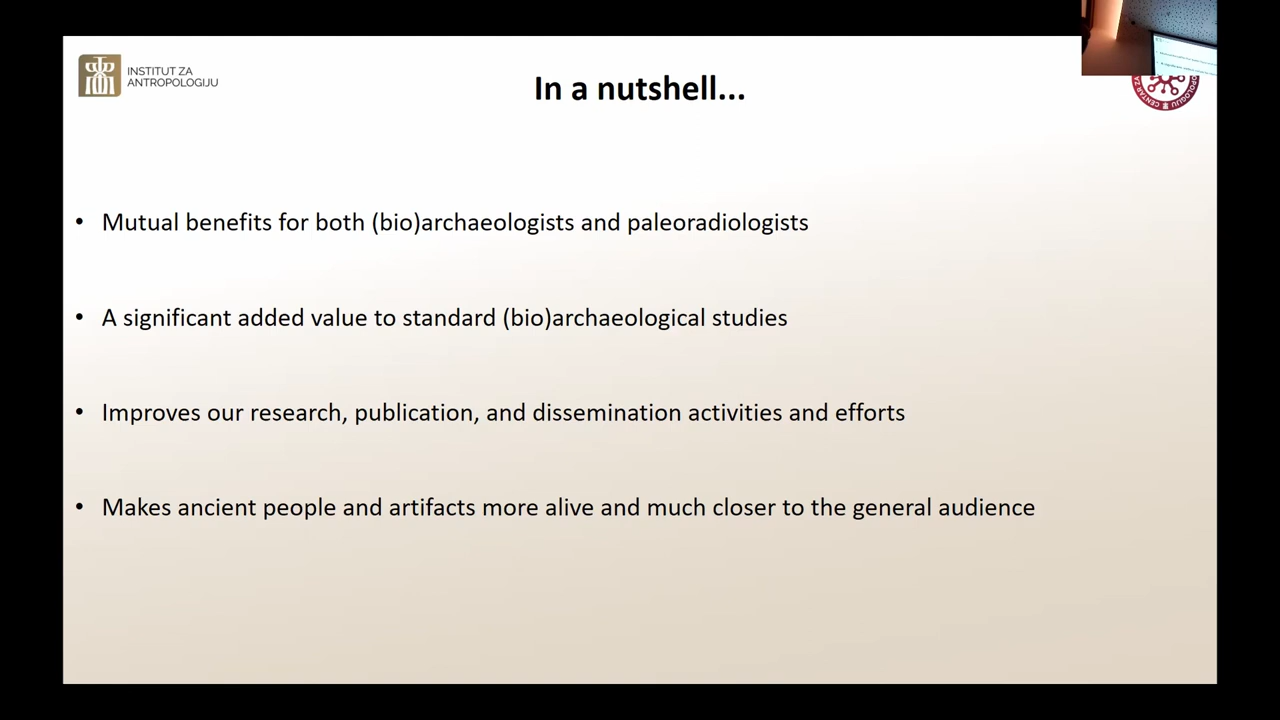 INSTITUT ZA
ANTROPOLOGIJU
In a nutshell...
• Mutual benefits for both (bio)archaeologists and paleoradiologists
• A significant added value to standard (bio)archaeological studies
• Improves our research, publication, and dissemination activities and efforts
• Makes ancient people and artifacts more alive and much closer to the general audience